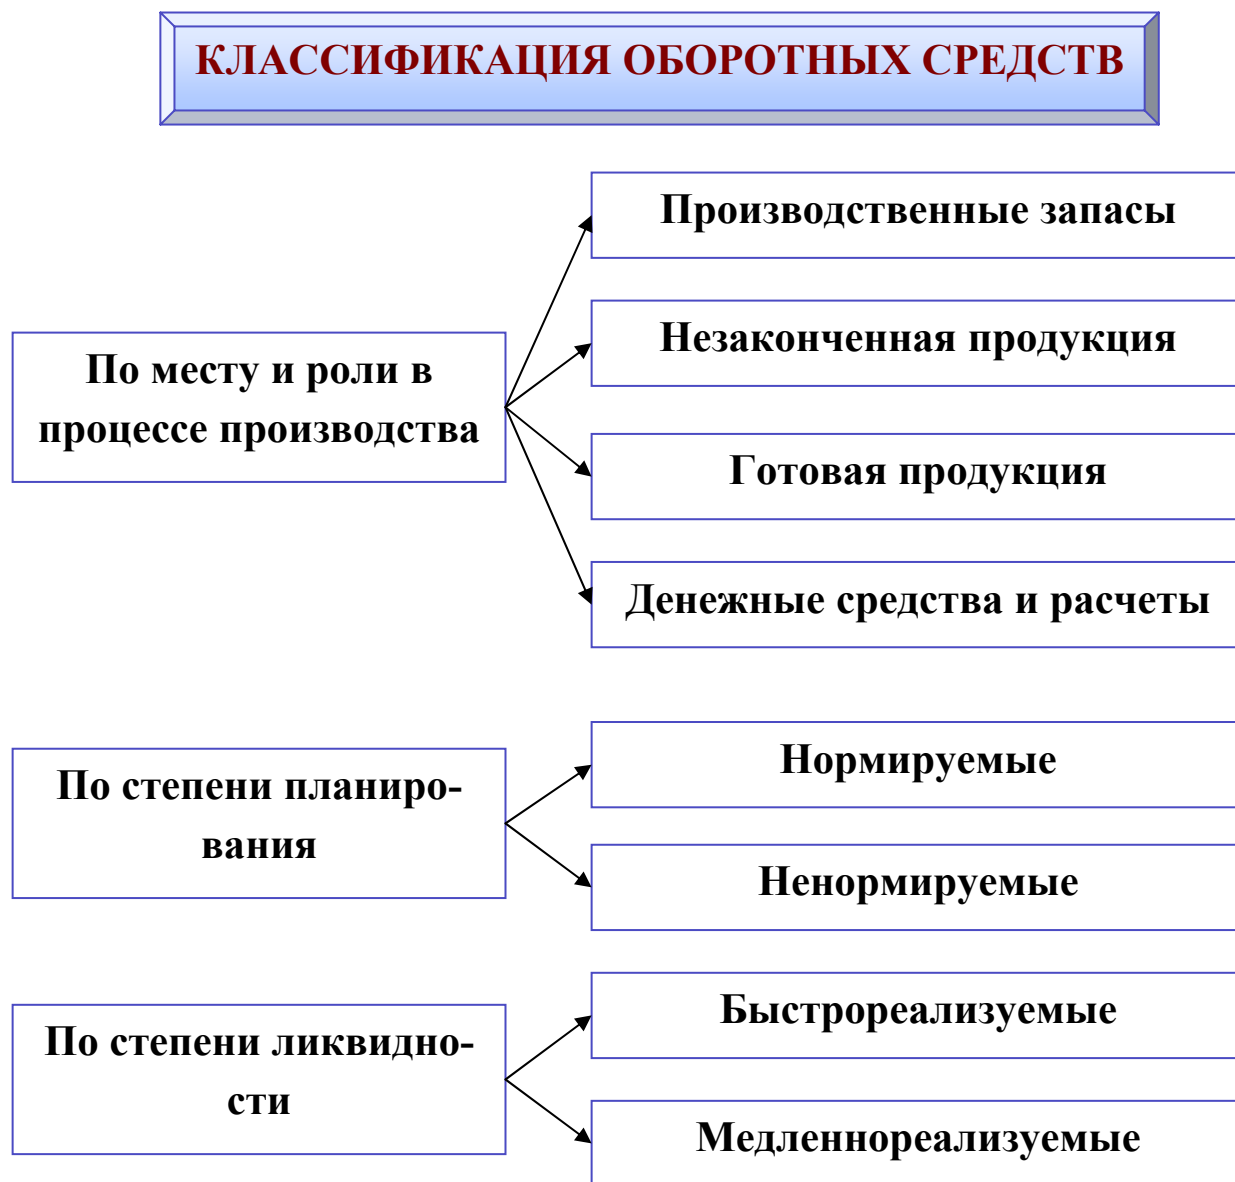 КЛАССИФИКАЦИЯ ОБОРОТНЫХ СРЕДСТВ
По месту и роли в
процессе производства
Производственные запасы
Незаконченная продукция
Готовая продукция
Денежные средства и расчеты
По степени планиро-
вания
Нормируемые
Ненормируемые
По степени ликвидно-
сти
Быстрореализуемые
Медленнореализуемые